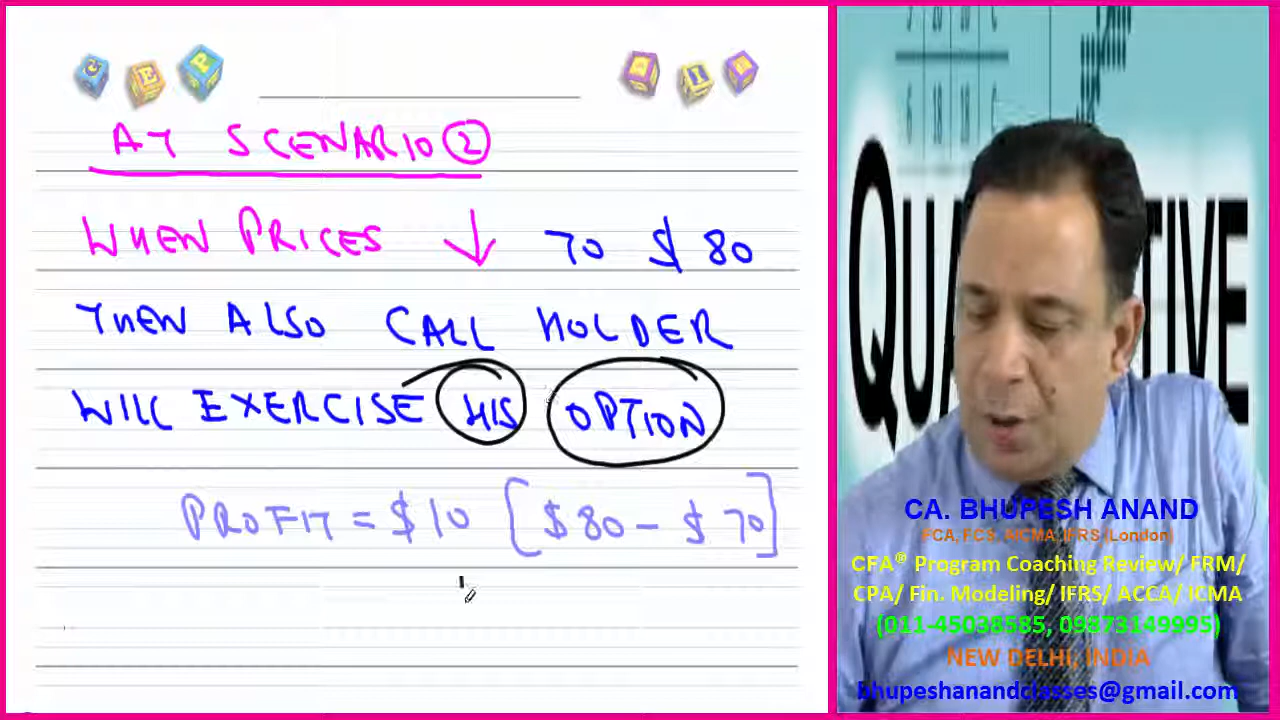 C E P
A I M
AT SCENARIO ②
WHEN PRICES ↓ TO $ 80
THEN ALSO CALL HOLDER
WILL EXERCISE HIS OPTION
PROFIT = $ 10 [$ 80 - $ 70]
QUANTITATIVE
CA. BHUPESH ANAND
FCA, FCS, AICMA, IFRS (London)
CFA® Program Coaching Review/ FRM/
CPA/ Fin. Modeling/ IFRS/ ACCA/ ICMA
(011-45038585, 09873149995)
NEW DELHI, INDIA
bhupeshanandclasses@gmail.com